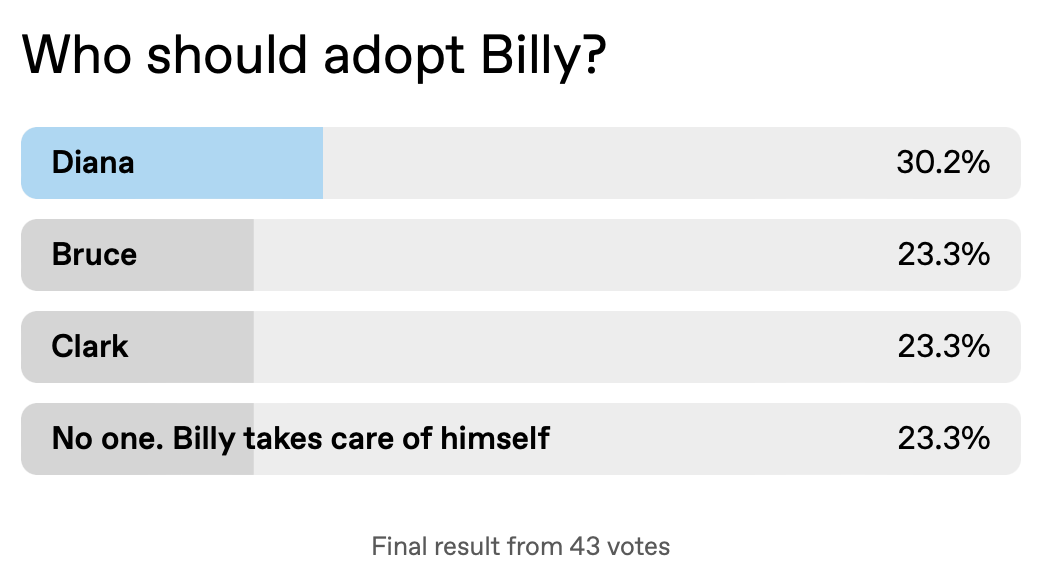 Who should adopt Billy?
Diana 30.2%
Bruce 23.3%
Clark 23.3%
No one. Billy takes care of himself 23.3%
Final result from 43 votes